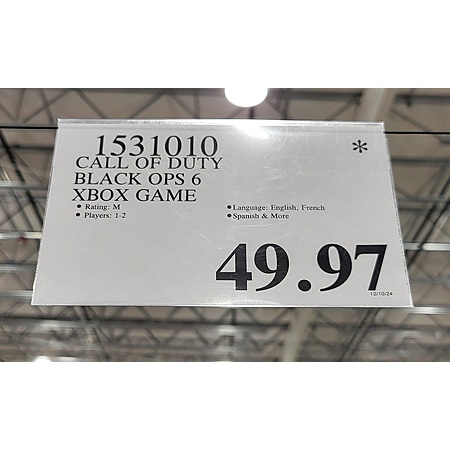 1531010 *
CALL OF DUTY
BLACK OPS 6
XBOX GAME
• Rating: M
• Players: 1-2
• Language: English, French
• Spanish & More
49.97
12/10/24